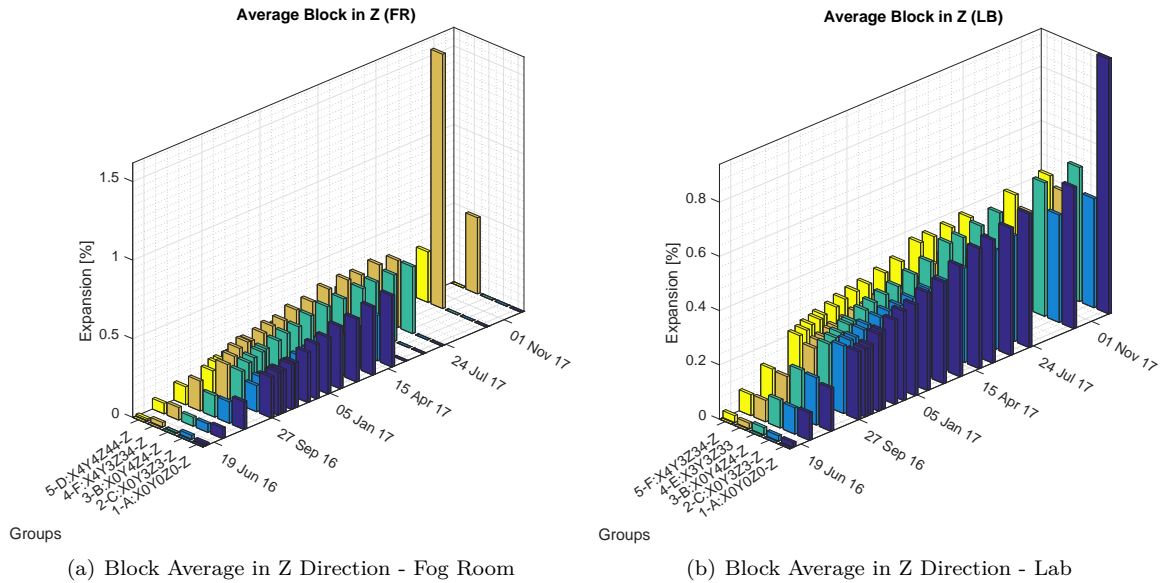 Average Block in Z (FR)
Expansion [%]
1.5
1
0.5
0
5-D:X4Y4Z44-Z
4-F:X4Y3Z34-Z
3-B:X0Y4Z4-Z
2-C:X0Y3Z3-Z
1-A:X0Y0Z0-Z
19 Jun 16
27 Sep 16
05 Jan 17
15 Apr 17
24 Jul 17
01 Nov 17
Groups
(a) Block Average in Z Direction - Fog Room
Average Block in Z (LB)
Expansion [%]
0.8
0.6
0.4
0.2
0
5-F:X4Y3Z34-Z
4-E:X3Y3Z33
3-B:X0Y4Z4-Z
2-C:X0Y3Z3-Z
1-A:X0Y0Z0-Z
19 Jun 16
27 Sep 16
05 Jan 17
15 Apr 17
24 Jul 17
01 Nov 17
Groups
(b) Block Average in Z Direction - Lab